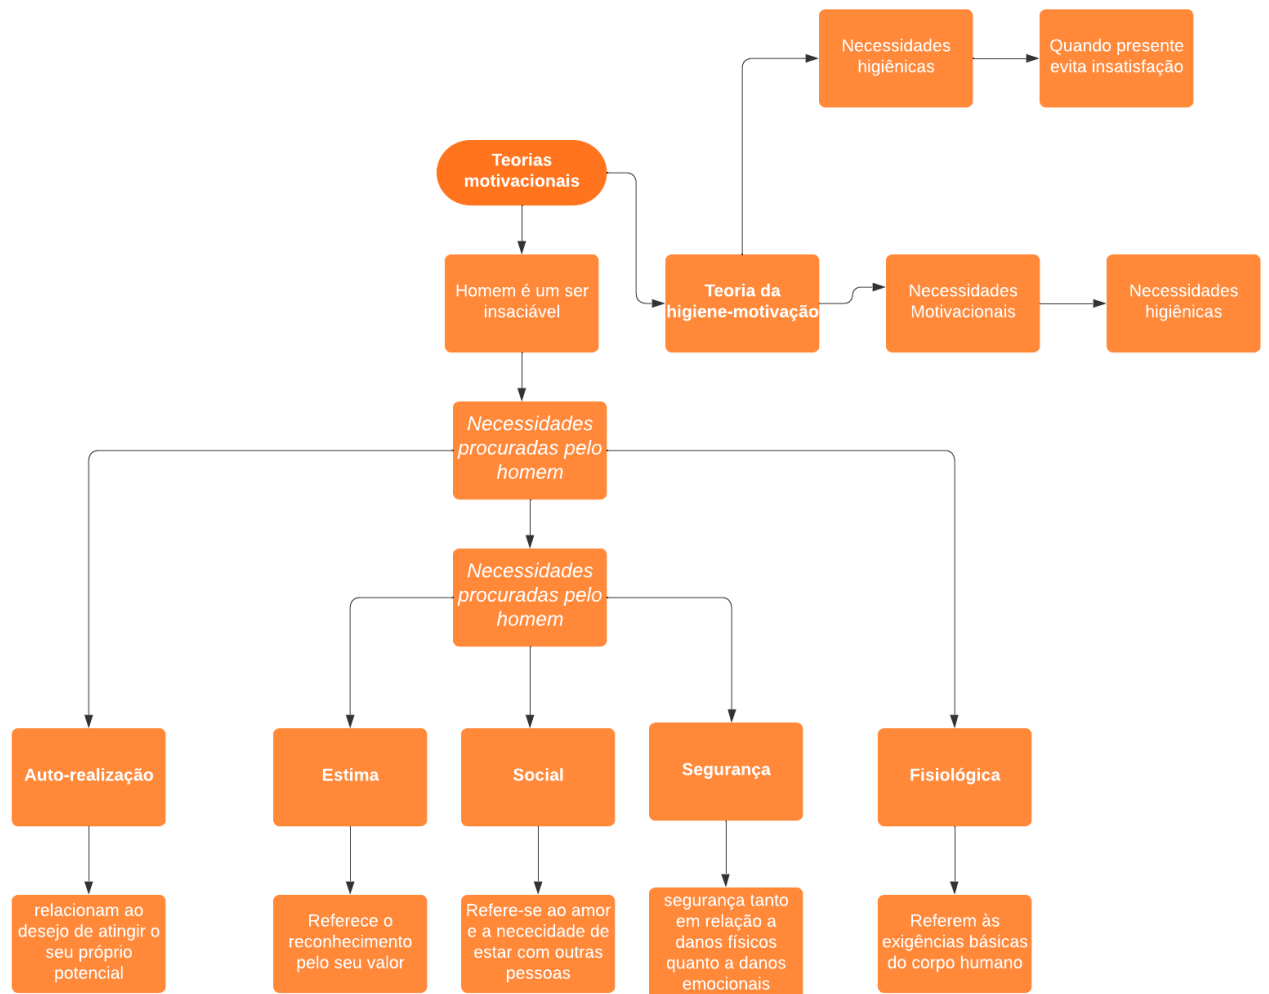 Necessidades
higiênicas
Quando presente
evita insatisfação
Teorias
motivacionais
Homem é um ser
insaciável
Teoria da
higiene-motivação
Necessidades
Motivacionais
Necessidades
higiênicas
Necessidades
procuradas pelo
homem
Necessidades
procuradas pelo
homem
Auto-realização
Estima
Social
Segurança
Fisiológica
relacionam ao
desejo de atingir o
seu próprio
potencial
Referece o
reconhecimento
pelo seu valor
Refere-se ao amor
e a nececidade de
estar com outras
pessoas
segurança tanto
em relação a
danos físicos
quanto a danos
emocionais
Referem às
exigências básicas
do corpo humano